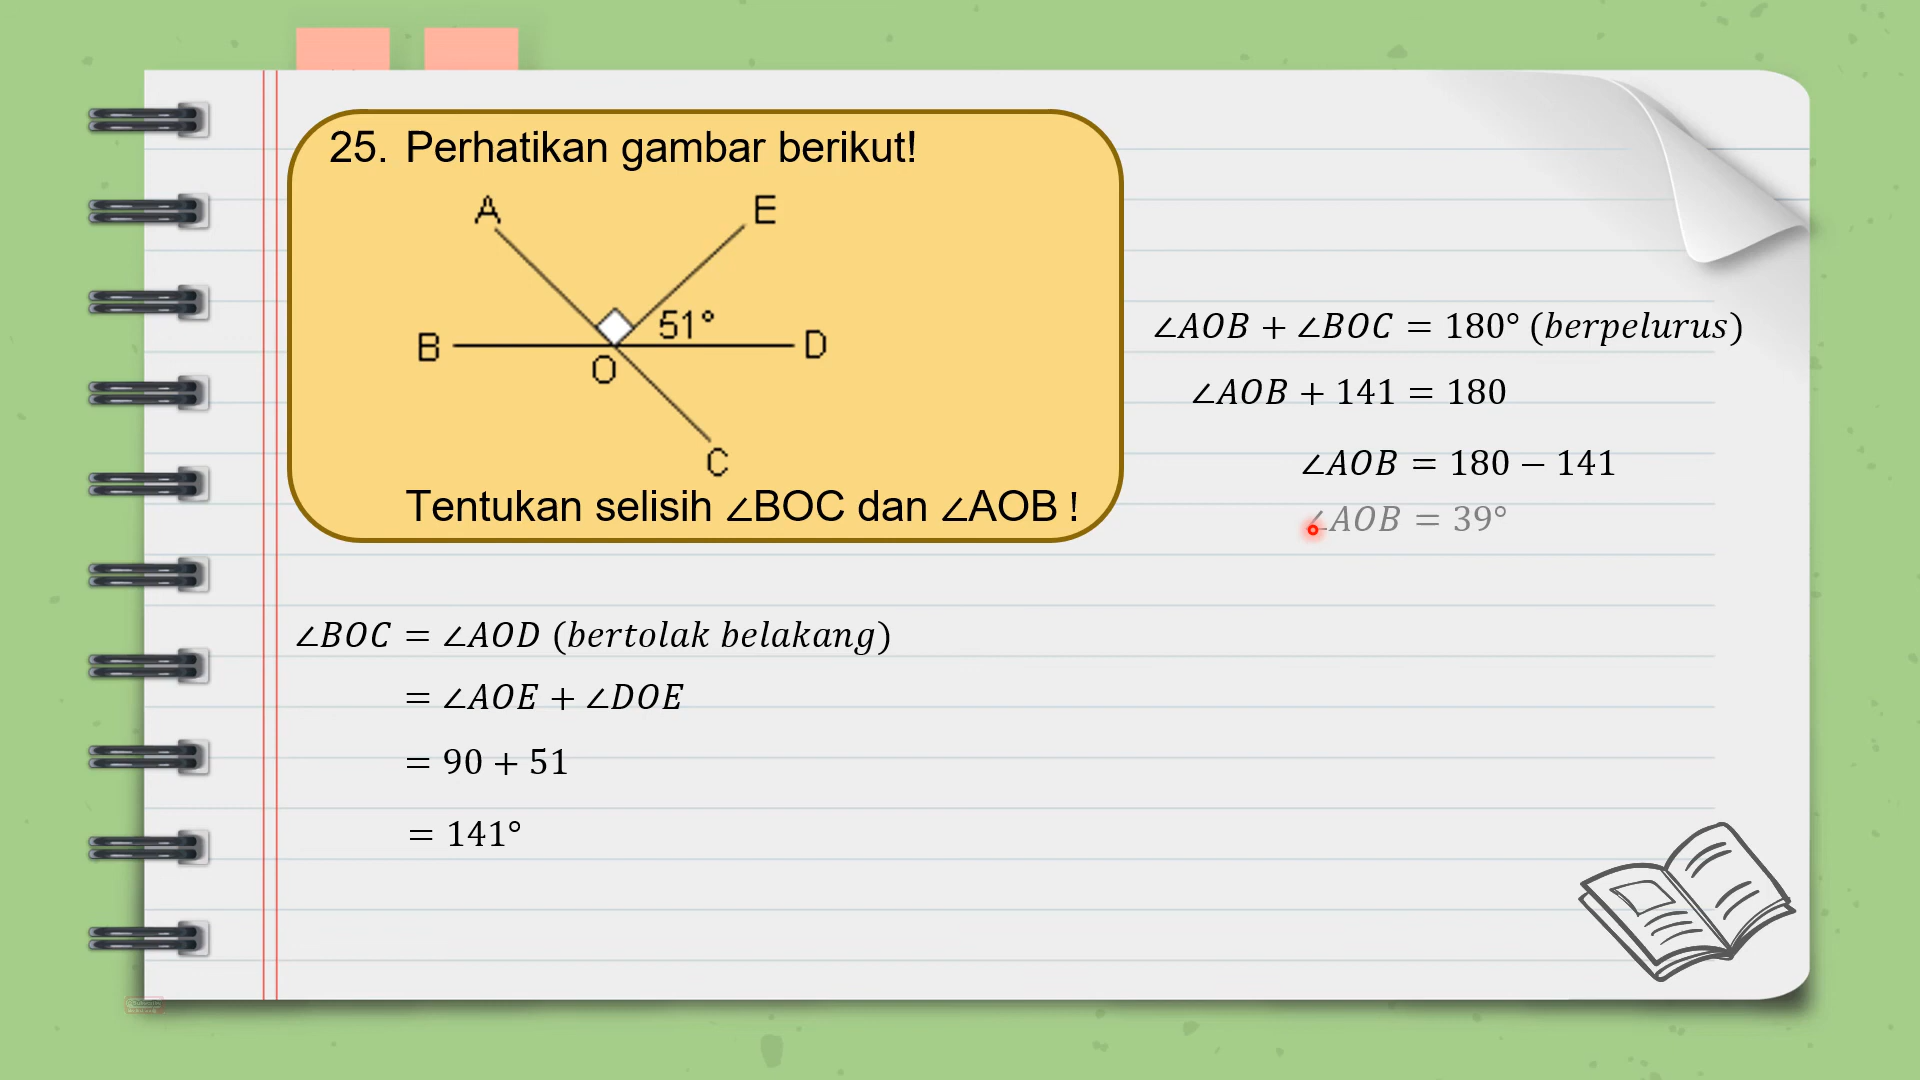 25. Perhatikan gambar berikut!
A
E
51°
B
D
O
C
Tentukan selisih ∠BOC dan ∠AOB !
∠AOB + ∠BOC = 180° (berpelurus)
∠AOB + 141 = 180
∠AOB = 180 − 141
∠AOB = 39°
∠BOC = ∠AOD (bertolak belakang)
= ∠AOE + ∠DOE
= 90 + 51
= 141°